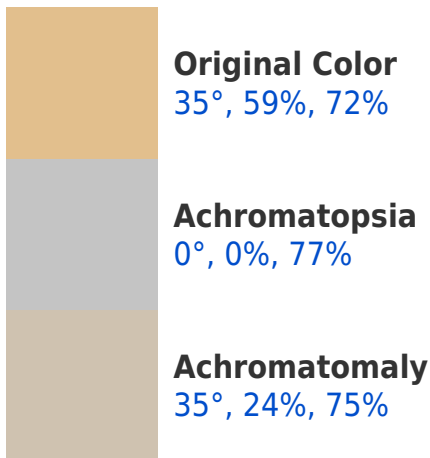 Original Color
35°, 59%, 72%
Achromatopsia
0°, 0%, 77%
Achromatomaly
35°, 24%, 75%